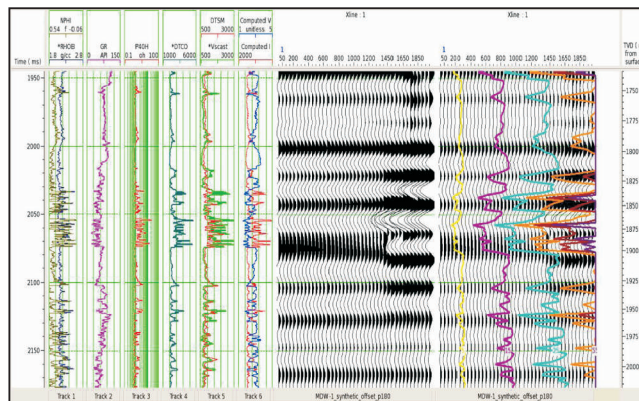 NPHI
0.54 f -0.06
*RHOBI
1.8 g/cc 2.8
GR
0 API 150
P40H
0.1 oh 100
*DTCO
1000 6000
DTSM
500 3000
*Vscast
500 3000
Computed V
1 unitless 5
Computed I
2000
Xline : 1
1
50 200 400 600 800 1000 1200 1450 1650 1850
Xline : 1
1
50 200 400 600 800 1000 1200 1450 1650 1850
TVD (
from
surfac
Time ( ms )
1950
2000
2050
2100
2150
1750
1775
1800
1825
1850
1875
1900
1925
1950
1975
2000
Track 1
Track 2
Track 3
Track 4
Track 5
Track 6
MDW-1_synthetic_offset_p180
MDW-1_synthetic_offset_p180